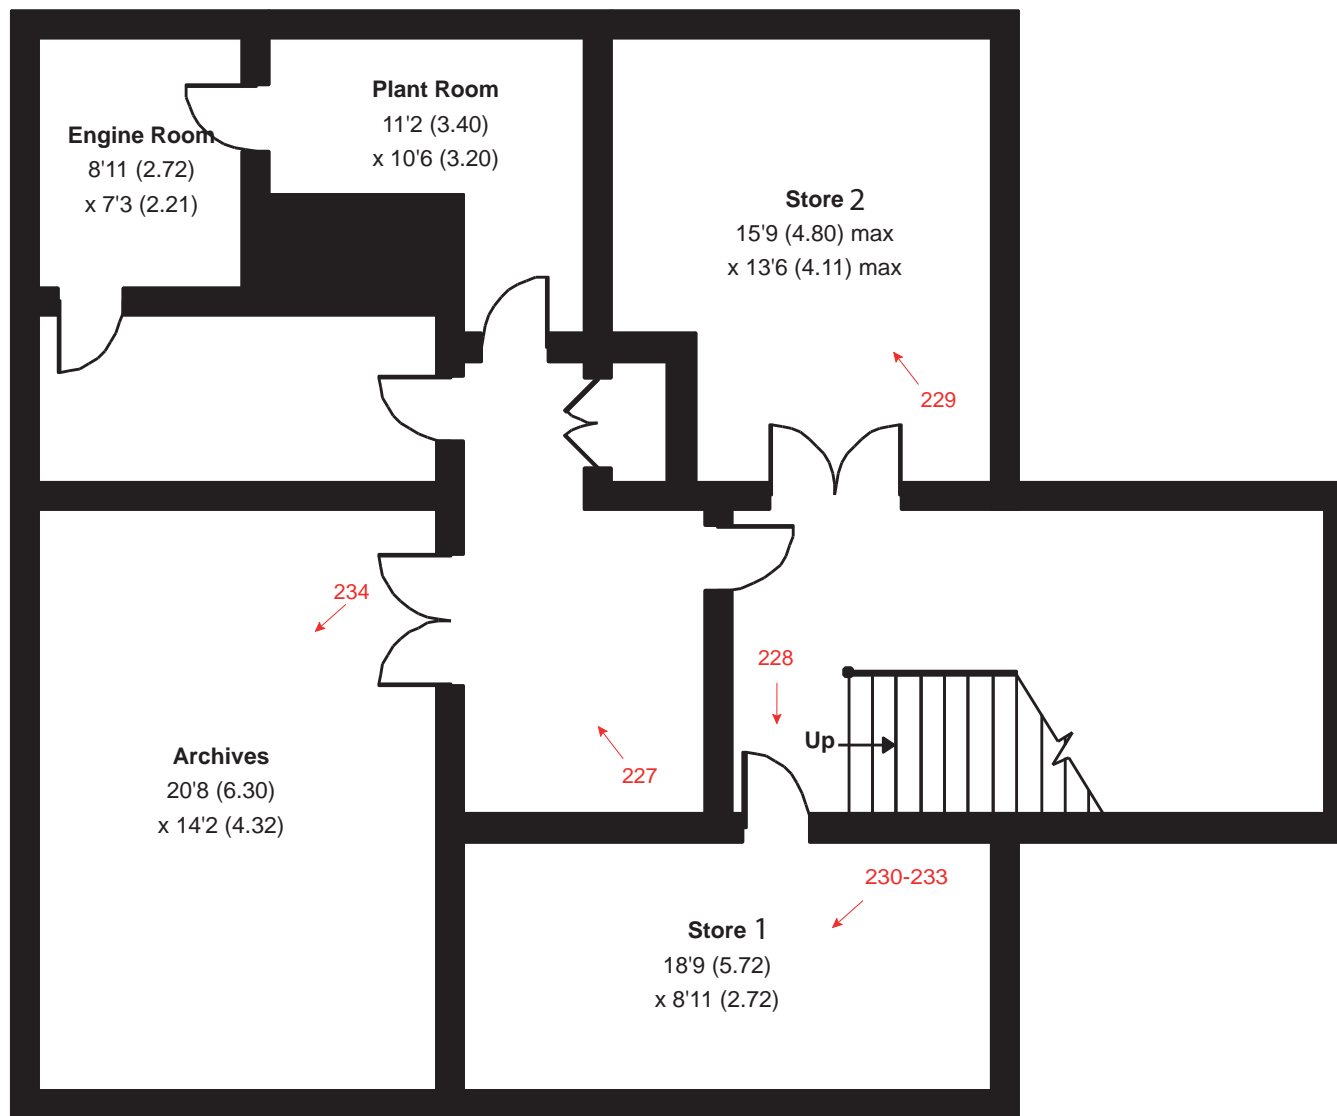 Plant Room
11'2 (3.40)
x 10'6 (3.20)
Engine Room
8'11 (2.72)
x 7'3 (2.21)
Store 2
15'9 (4.80) max
x 13'6 (4.11) max
229
234
228
227
Up
Archives
20'8 (6.30)
x 14'2 (4.32)
230-233
Store 1
18'9 (5.72)
x 8'11 (2.72)